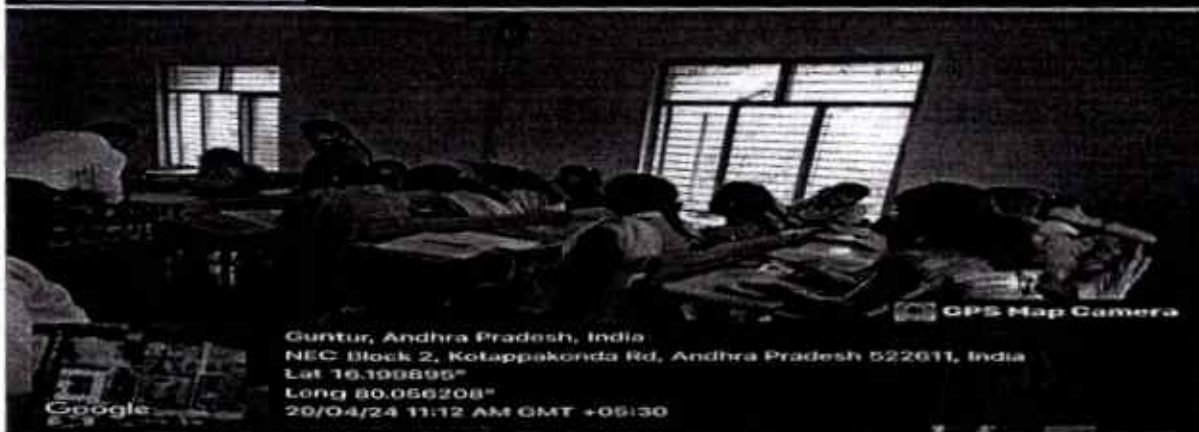 GPS Map Camera
Guntur, Andhra Pradesh, India
NEC Block 2, Kotappakonda Rd, Andhra Pradesh 522611, India
Lat 16.198895°
Long 80.056208°
20/04/24 11:12 AM GMT +05:30
Google